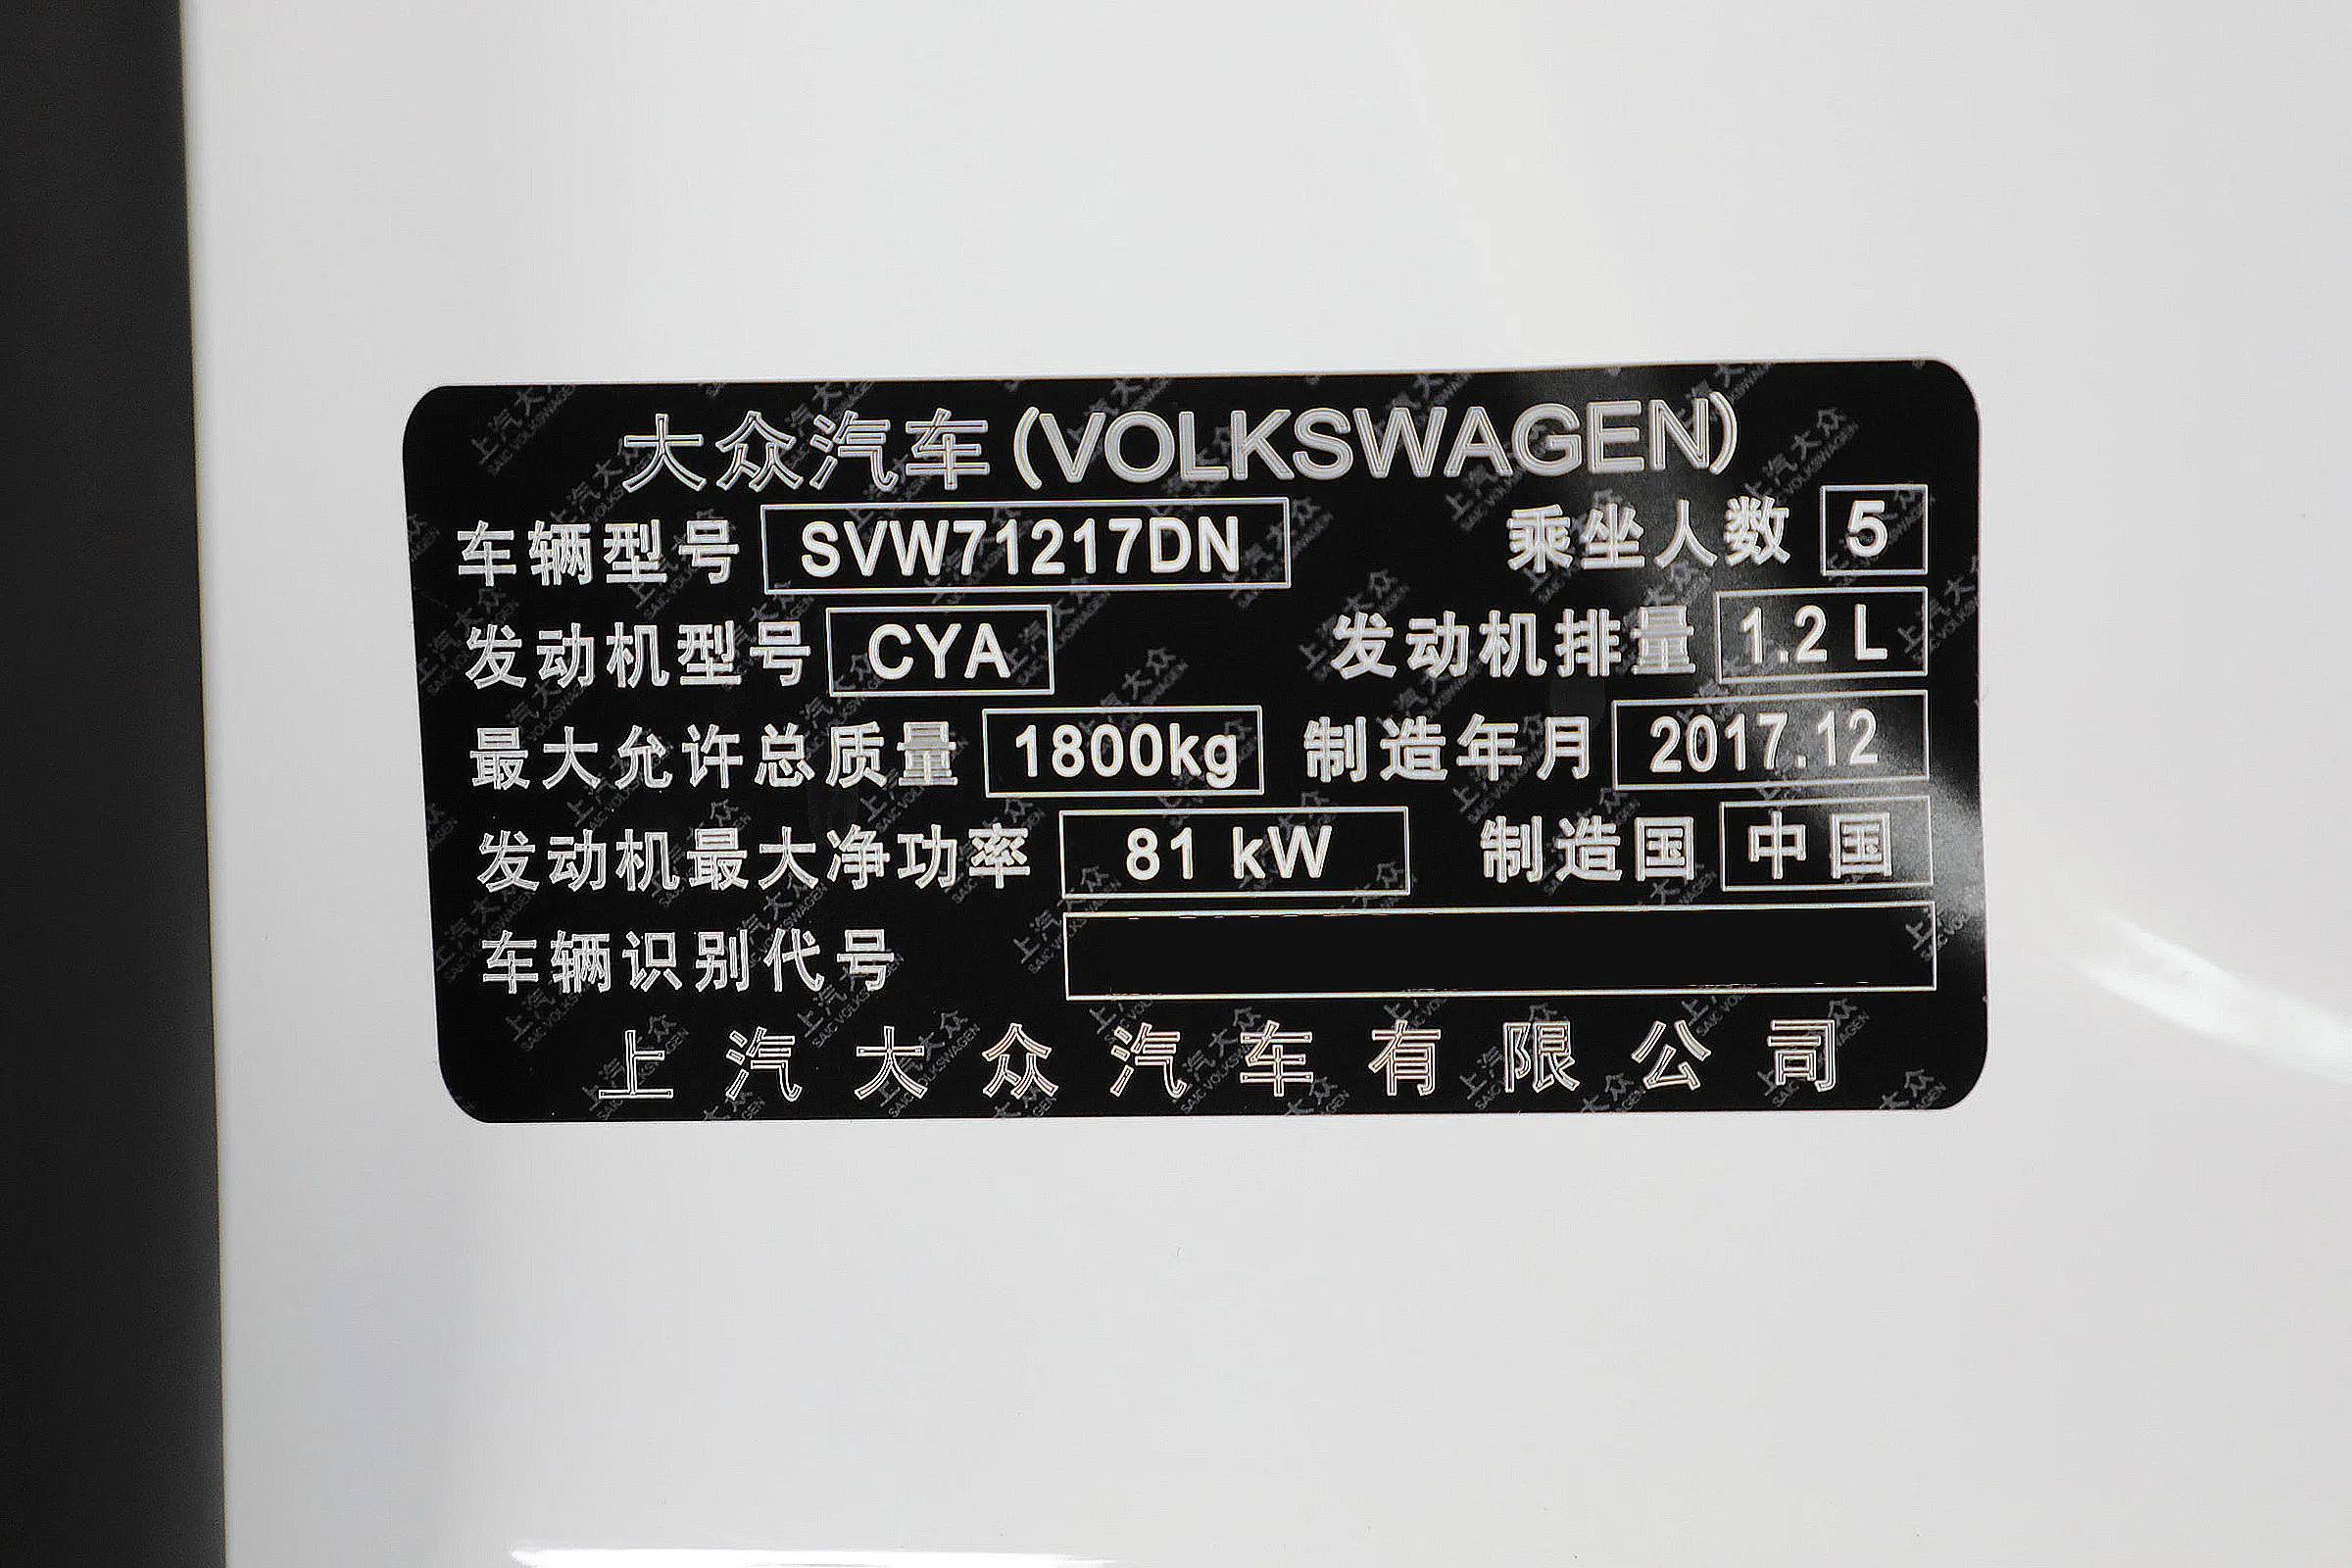 大众汽车(VOLKSWAGEN)
车辆型号 SVW71217DN 乘坐人数 5
发动机型号 CYA 发动机排量 1.2 L
最大允许总质量 1800kg 制造年月 2017.12
发动机最大净功率 81 kW 制造国 中国
车辆识别代号
上汽大众汽车有限公司